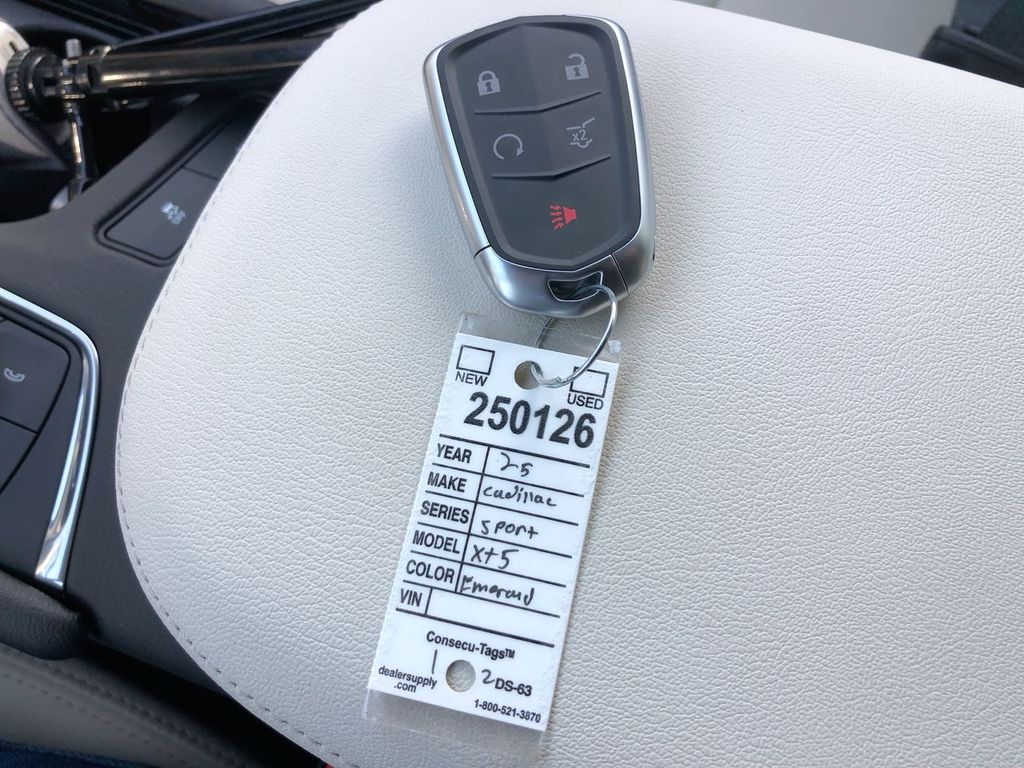 x2
NEW
USED
250126
YEAR 25
MAKE Cadillac
SERIES sport
MODEL xt5
COLOR Emerald
VIN
Consecu-Tags™
1 2
dealersupply
.com
DS-63
1-800-521-3870